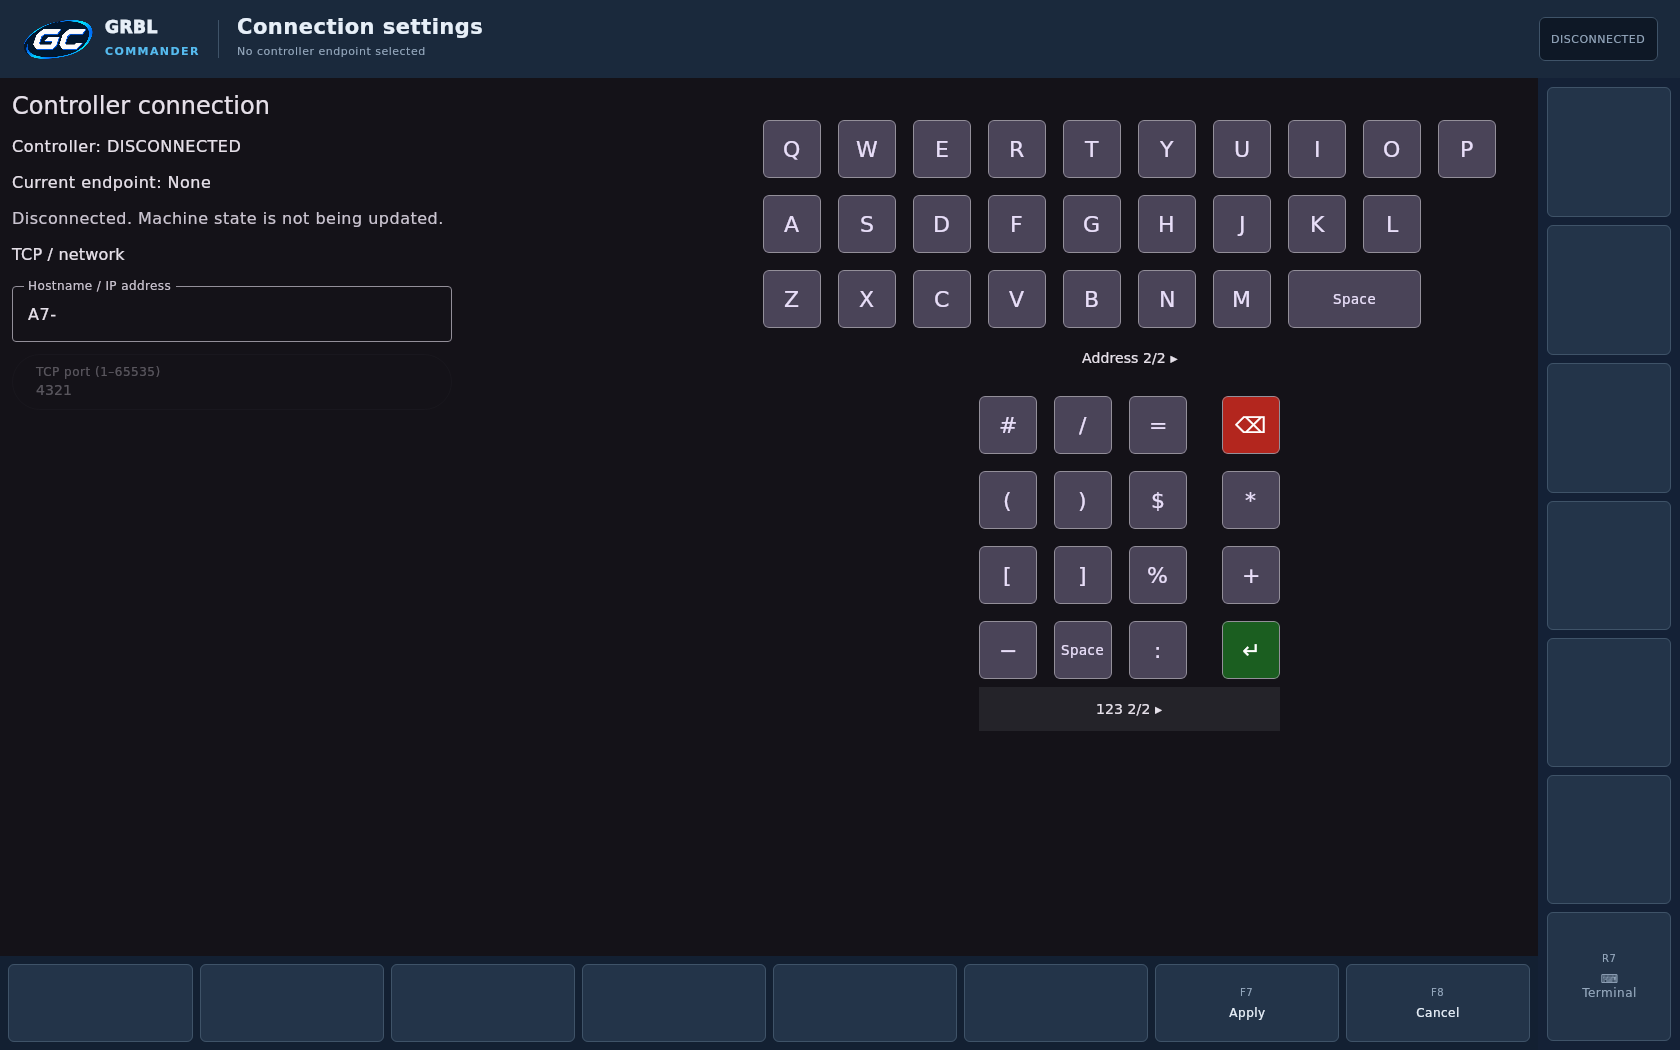 GC GRBL
COMMANDER
Connection settings
No controller endpoint selected
DISCONNECTED
Controller connection
Controller: DISCONNECTED
Current endpoint: None
Disconnected. Machine state is not being updated.
TCP / network
Hostname / IP address
A7-
TCP port (1–65535)
4321
Q W E R T Y U I O P
A S D F G H J K L
Z X C V B N M Space
Address 2/2 ▸
# / = ⌫
( ) $ *
[ ] % +
− Space : ↵
123 2/2 ▸
F7
Apply
F8
Cancel
R7
⌨
Terminal